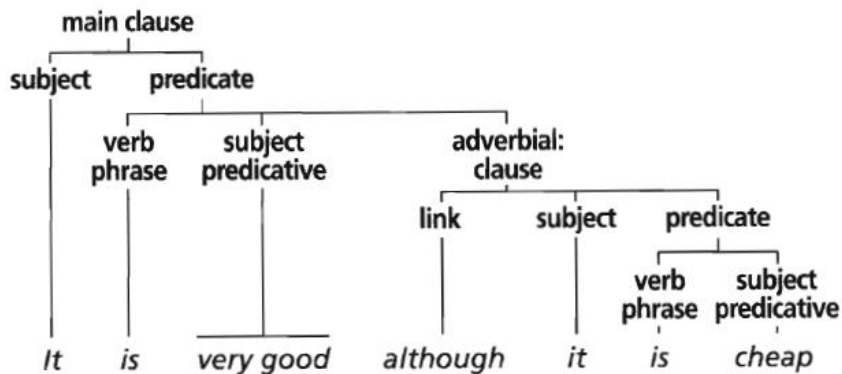 main clause
subject predicate
verb phrase subject predicative adverbial: clause
link subject predicate
verb phrase subject predicative
It is very good although it is cheap